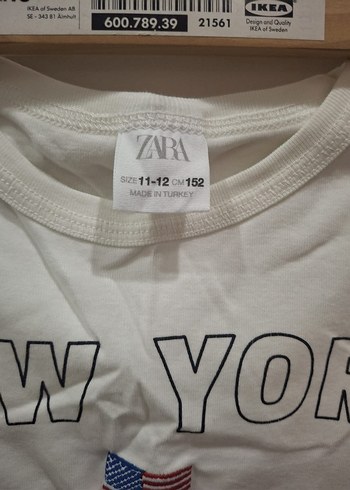 IKEA of Sweden AB
SE - 343 81 Älmhult
600.789.39
21561
IKEA
Design and Quality
IKEA of Sweden
ZARA
SIZE 11-12 CM 152
MADE IN TURKEY
W YOR